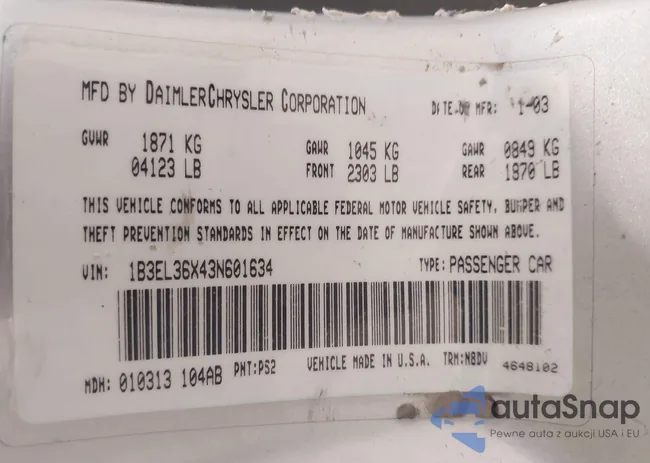 MFD BY DAIMLERCHRYSLER CORPORATION DATE OF MFR: 1-03
GVWR 1871 KG GAWR 1045 KG GAWR 0849 KG
04123 LB FRONT 2303 LB REAR 1870 LB
THIS VEHICLE CONFORMS TO ALL APPLICABLE FEDERAL MOTOR VEHICLE SAFETY, BUMPER AND
THEFT PREVENTION STANDARDS IN EFFECT ON THE DATE OF MANUFACTURE SHOWN ABOVE.
VIN: 1B3EL36X43N601634 TYPE: PASSENGER CAR
MDH: 010313 104AB PNT:PS2 VEHICLE MADE IN U.S.A. TRM:N8DV 4648102
autaSnap
Pewne auta z aukcji USA i EU